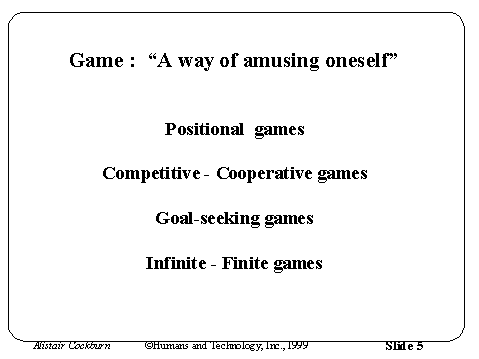 Game : “A way of amusing oneself”
Positional games
Competitive - Cooperative games
Goal-seeking games
Infinite - Finite games
Alistair Cockburn ©Humans and Technology, Inc., 1999 Slide 5